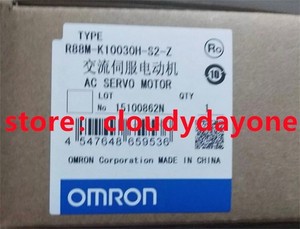 TYPE
R88M-K10030H-S2-Z
交流伺服电动机
AC SERVO MOTOR
LOT QTY
No 15100862N 1
store: cloudydayone
4 547648 659536
OMRON Corporation MADE IN CHINA
OMRON